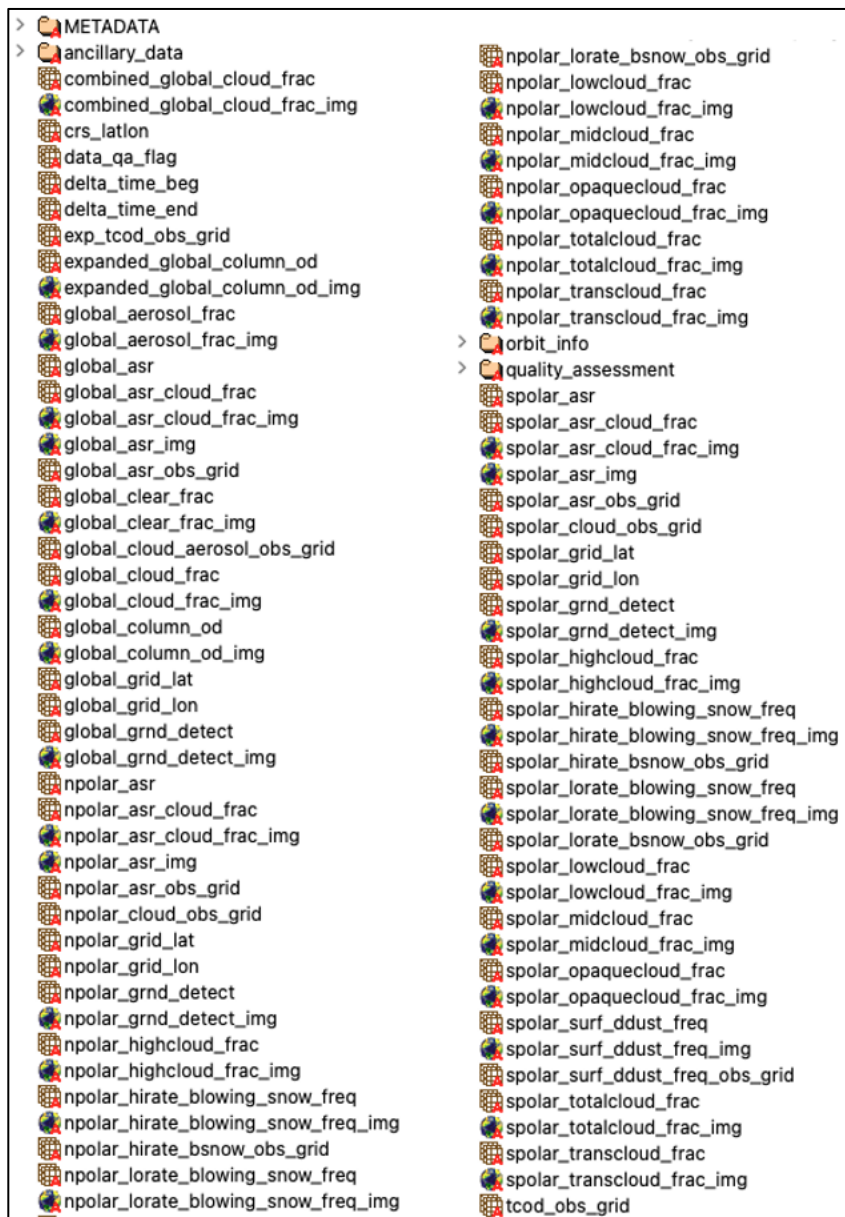 METADATA
ancillary_data
combined_global_cloud_frac
combined_global_cloud_frac_img
crs_latlon
data_qa_flag
delta_time_beg
delta_time_end
exp_tcod_obs_grid
expanded_global_column_od
expanded_global_column_od_img
global_aerosol_frac
global_aerosol_frac_img
global_asr
global_asr_cloud_frac
global_asr_cloud_frac_img
global_asr_img
global_asr_obs_grid
global_clear_frac
global_clear_frac_img
global_cloud_aerosol_obs_grid
global_cloud_frac
global_cloud_frac_img
global_column_od
global_column_od_img
global_grid_lat
global_grid_lon
global_grnd_detect
global_grnd_detect_img
npolar_asr
npolar_asr_cloud_frac
npolar_asr_cloud_frac_img
npolar_asr_img
npolar_asr_obs_grid
npolar_cloud_obs_grid
npolar_grid_lat
npolar_grid_lon
npolar_grnd_detect
npolar_grnd_detect_img
npolar_highcloud_frac
npolar_highcloud_frac_img
npolar_hirate_blowing_snow_freq
npolar_hirate_blowing_snow_freq_img
npolar_hirate_bsnow_obs_grid
npolar_lorate_blowing_snow_freq
npolar_lorate_blowing_snow_freq_img
npolar_lorate_bsnow_obs_grid
npolar_lowcloud_frac
npolar_lowcloud_frac_img
npolar_midcloud_frac
npolar_midcloud_frac_img
npolar_opaquecloud_frac
npolar_opaquecloud_frac_img
npolar_totalcloud_frac
npolar_totalcloud_frac_img
npolar_transcloud_frac
npolar_transcloud_frac_img
orbit_info
quality_assessment
spolar_asr
spolar_asr_cloud_frac
spolar_asr_cloud_frac_img
spolar_asr_img
spolar_asr_obs_grid
spolar_cloud_obs_grid
spolar_grid_lat
spolar_grid_lon
spolar_grnd_detect
spolar_grnd_detect_img
spolar_highcloud_frac
spolar_highcloud_frac_img
spolar_hirate_blowing_snow_freq
spolar_hirate_blowing_snow_freq_img
spolar_hirate_bsnow_obs_grid
spolar_lorate_blowing_snow_freq
spolar_lorate_blowing_snow_freq_img
spolar_lorate_bsnow_obs_grid
spolar_lowcloud_frac
spolar_lowcloud_frac_img
spolar_midcloud_frac
spolar_midcloud_frac_img
spolar_opaquecloud_frac
spolar_opaquecloud_frac_img
spolar_surf_ddust_freq
spolar_surf_ddust_freq_img
spolar_surf_ddust_freq_obs_grid
spolar_totalcloud_frac
spolar_totalcloud_frac_img
spolar_transcloud_frac
spolar_transcloud_frac_img
tcod_obs_grid